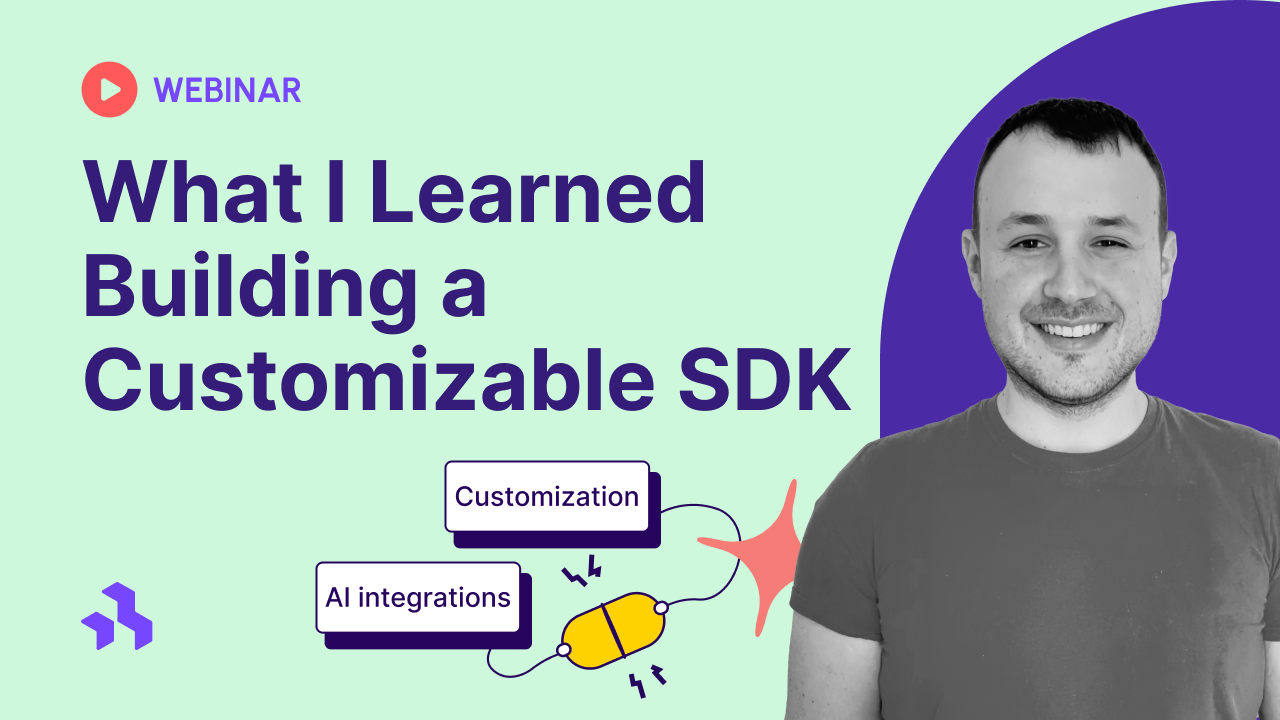 WEBINAR
What I Learned
Building a
Customizable SDK
Customization
AI integrations